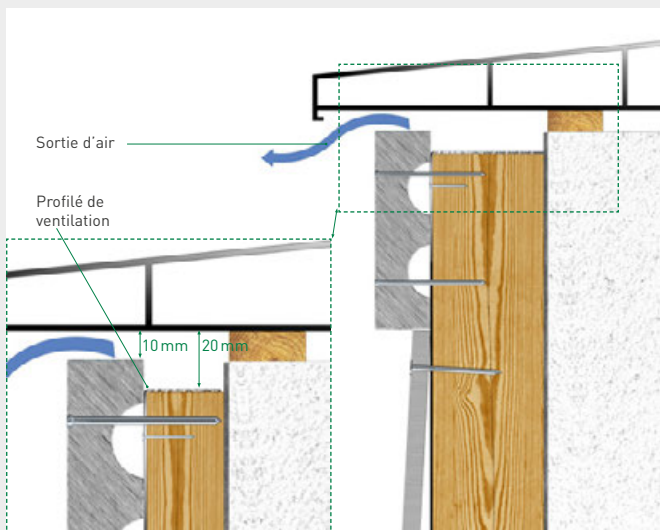 Sortie d'air
Profilé de
ventilation
10 mm
20 mm